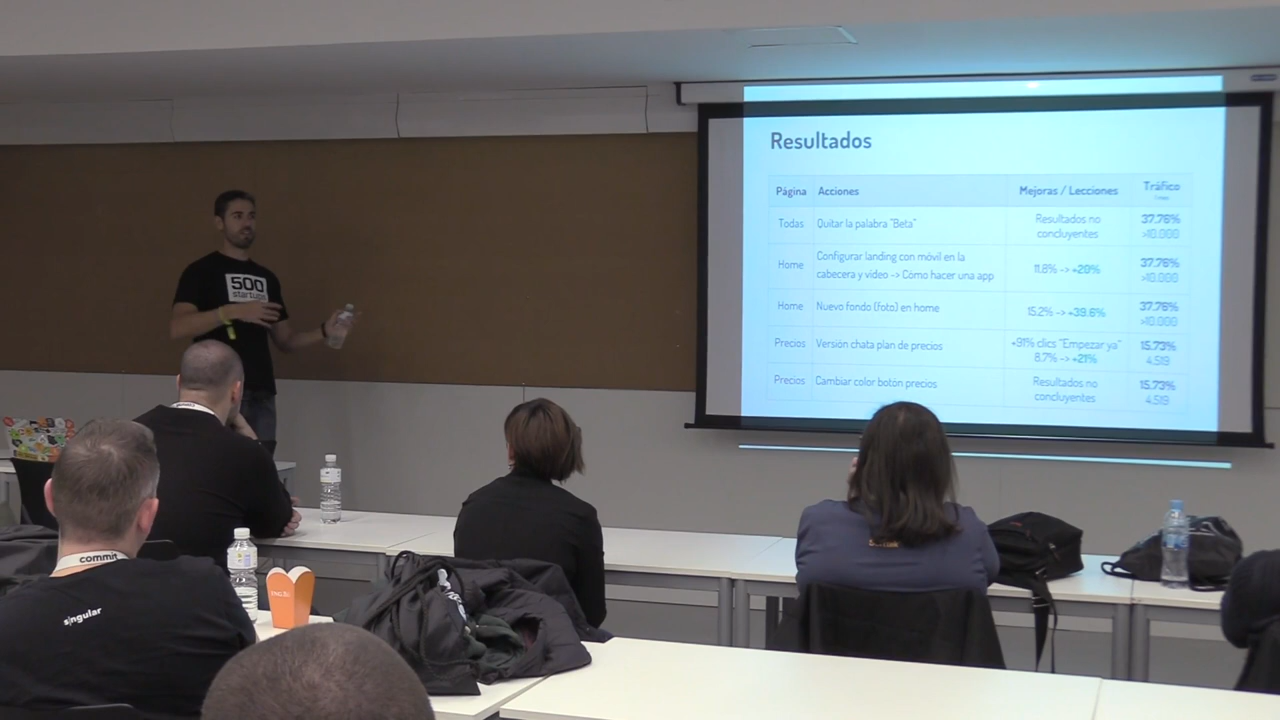 Resultados
Página Acciones Mejoras / Lecciones Tráfico
Todas Quitar la palabra "Beta" Resultados no concluyentes 37.76% >10.000
Home Configurar landing con móvil en la cabecera y vídeo -> Cómo hacer una app 11.8% -> +20% 37.76% >10.000
Home Nuevo fondo (foto) en home 15.2% -> +39.6% 37.76% >10.000
Precios Versión chata plan de precios +91% clics "Empezar ya" 8.7% -> +21% 15.73% 4.519
Precios Cambiar color botón precios Resultados no concluyentes 15.73% 4.519
500
startups
commit
s|ngular